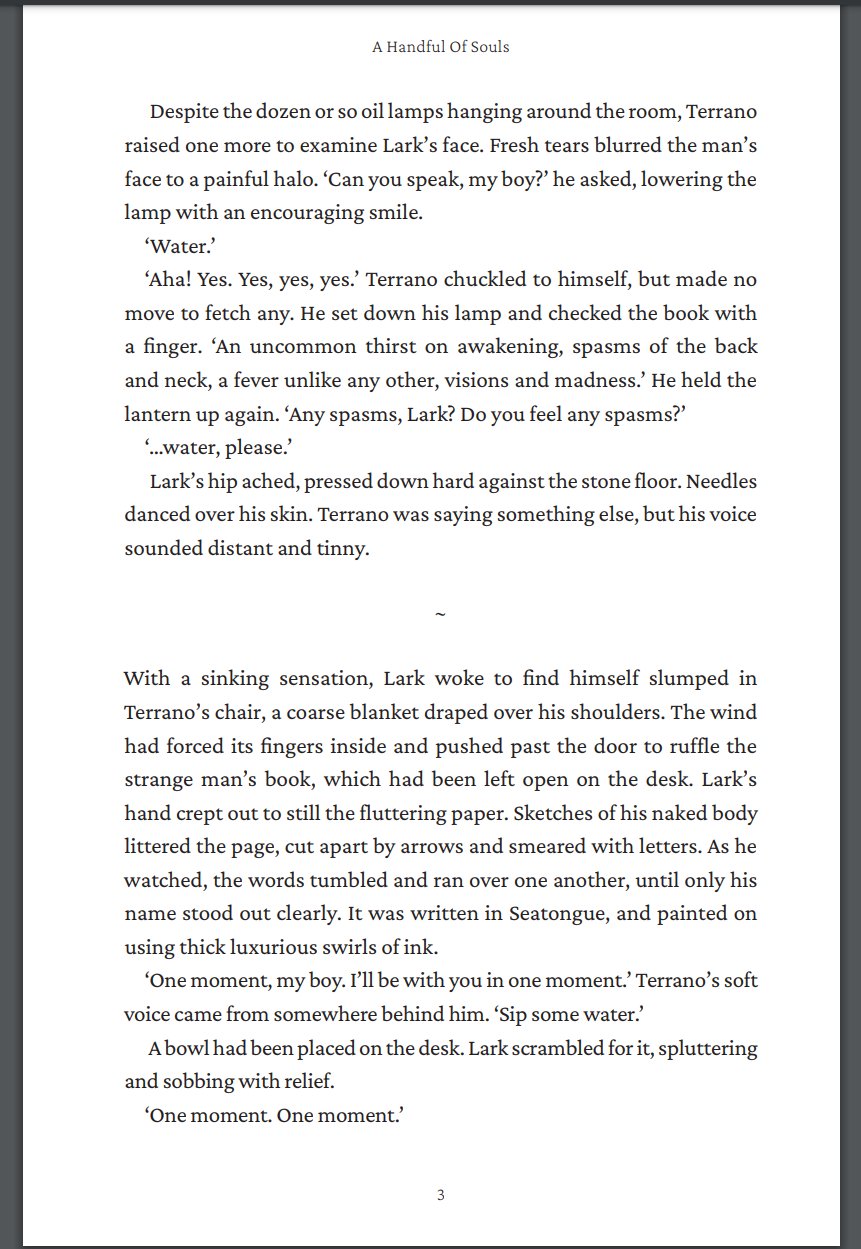 A Handful Of Souls
Despite the dozen or so oil lamps hanging around the room, Terrano
raised one more to examine Lark’s face. Fresh tears blurred the man’s
face to a painful halo. ‘Can you speak, my boy?’ he asked, lowering the
lamp with an encouraging smile.
‘Water.’
‘Aha! Yes. Yes, yes, yes.’ Terrano chuckled to himself, but made no
move to fetch any. He set down his lamp and checked the book with
a finger. ‘An uncommon thirst on awakening, spasms of the back
and neck, a fever unlike any other, visions and madness.’ He held the
lantern up again. ‘Any spasms, Lark? Do you feel any spasms?’
‘...water, please.’
Lark’s hip ached, pressed down hard against the stone floor. Needles
danced over his skin. Terrano was saying something else, but his voice
sounded distant and tinny.
~
With a sinking sensation, Lark woke to find himself slumped in
Terrano’s chair, a coarse blanket draped over his shoulders. The wind
had forced its fingers inside and pushed past the door to ruffle the
strange man’s book, which had been left open on the desk. Lark’s
hand crept out to still the fluttering paper. Sketches of his naked body
littered the page, cut apart by arrows and smeared with letters. As he
watched, the words tumbled and ran over one another, until only his
name stood out clearly. It was written in Seatongue, and painted on
using thick luxurious swirls of ink.
‘One moment, my boy. I’ll be with you in one moment.’ Terrano’s soft
voice came from somewhere behind him. ‘Sip some water.’
A bowl had been placed on the desk. Lark scrambled for it, spluttering
and sobbing with relief.
‘One moment. One moment.’
3